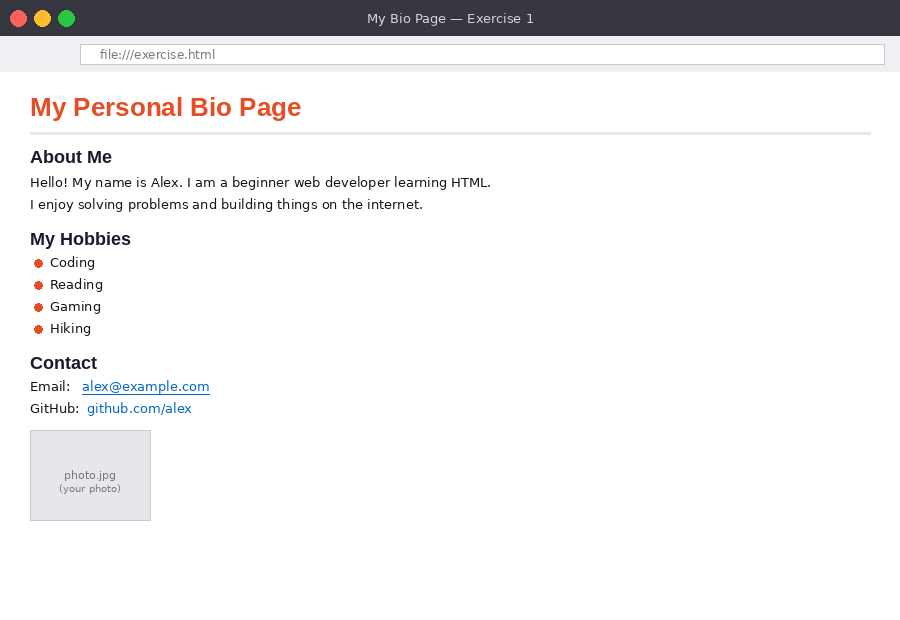 My Bio Page — Exercise 1
file:///exercise.html
My Personal Bio Page
About Me
Hello! My name is Alex. I am a beginner web developer learning HTML.
I enjoy solving problems and building things on the internet.
My Hobbies
Coding
Reading
Gaming
Hiking
Contact
Email: alex@example.com
GitHub: github.com/alex
photo.jpg
(your photo)